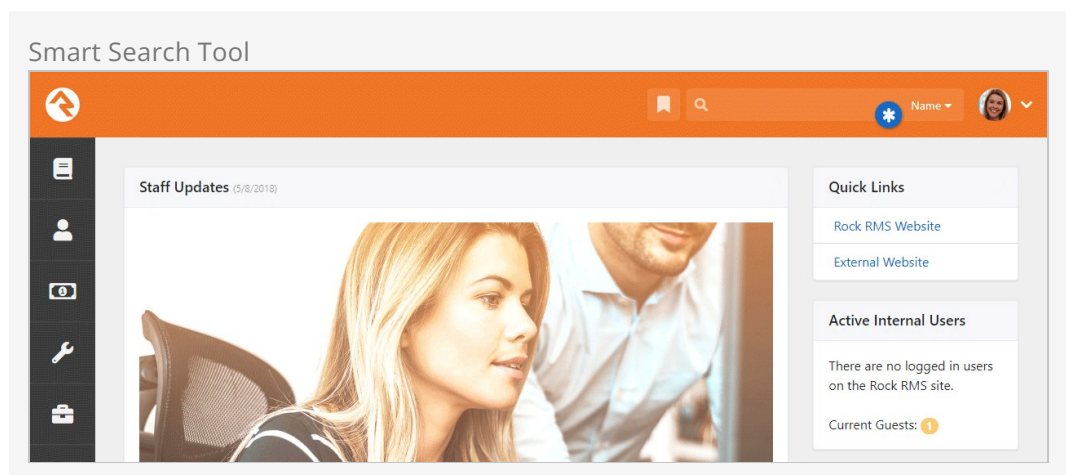 Smart Search Tool
Name
Staff Updates (5/8/2018)
Quick Links
Rock RMS Website
External Website
Active Internal Users
There are no logged in users
on the Rock RMS site.
Current Guests: 1